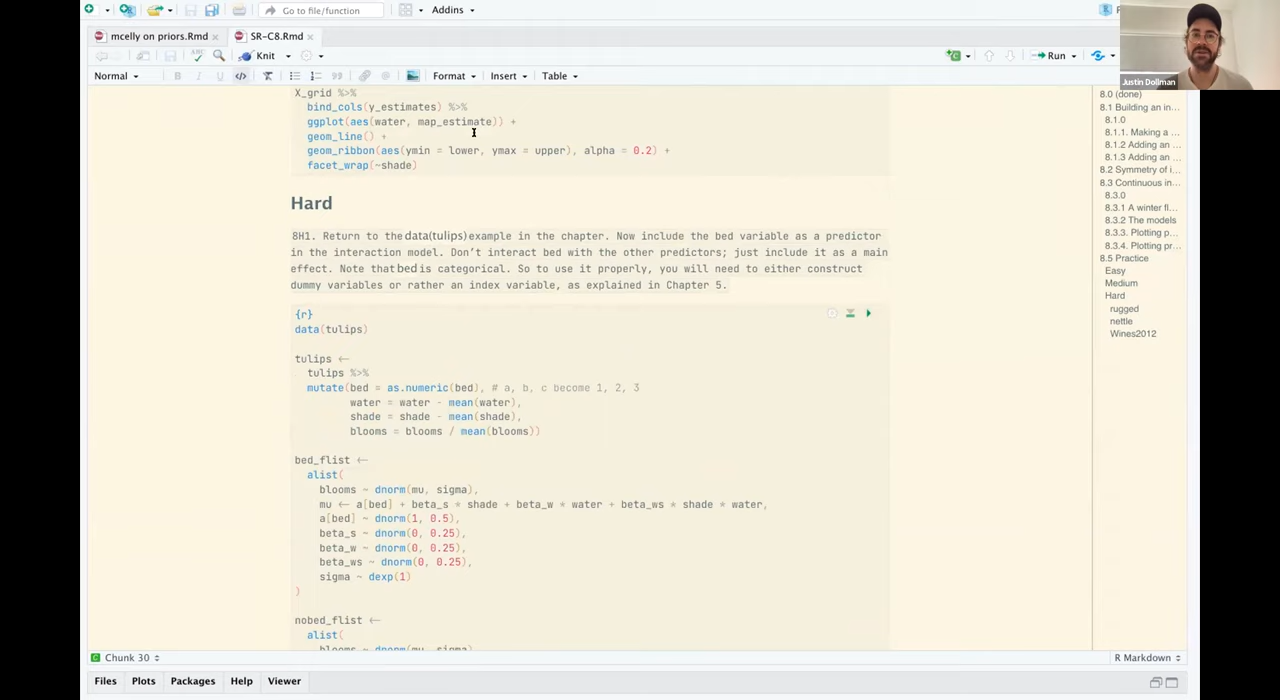 Go to file/function
Addins
mcelly on priors.Rmd
SR-C8.Rmd
ABC
Knit
Run
Normal
B
I
U
</>
Format
Insert
Table
Justin Dollman
X_grid %>%
bind_cols(y_estimates) %>%
ggplot(aes(water, map_estimate)) +
geom_line() +
geom_ribbon(aes(ymin = lower, ymax = upper), alpha = 0.2) +
facet_wrap(~shade)
Hard
8H1. Return to the data(tulips) example in the chapter. Now include the bed variable as a predictor
in the interaction model. Don’t interact bed with the other predictors; just include it as a main
effect. Note that bed is categorical. So to use it properly, you will need to either construct
dummy variables or rather an index variable, as explained in Chapter 5.
{r}
data(tulips)
tulips ←
tulips %>%
mutate(bed = as.numeric(bed), # a, b, c become 1, 2, 3
water = water - mean(water),
shade = shade - mean(shade),
blooms = blooms / mean(blooms))
bed_flist ←
alist(
blooms ~ dnorm(mu, sigma),
mu ← a[bed] + beta_s * shade + beta_w * water + beta_ws * shade * water,
a[bed] ~ dnorm(1, 0.5),
beta_s ~ dnorm(0, 0.25),
beta_w ~ dnorm(0, 0.25),
beta_ws ~ dnorm(0, 0.25),
sigma ~ dexp(1)
)
nobed_flist ←
alist(
blooms ~ dnorm(mu, sigma),
8.0 (done)
8.1 Building an in...
8.1.0
8.1.1. Making a ...
8.1.2 Adding an ...
8.1.3 Adding an ...
8.2 Symmetry of i...
8.3 Continuous in...
8.3.0
8.3.1 A winter fl...
8.3.2 The models
8.3.3. Plotting p...
8.3.4. Plotting pr...
8.5 Practice
Easy
Medium
Hard
rugged
nettle
Wines2012
Chunk 30
R Markdown
Files
Plots
Packages
Help
Viewer